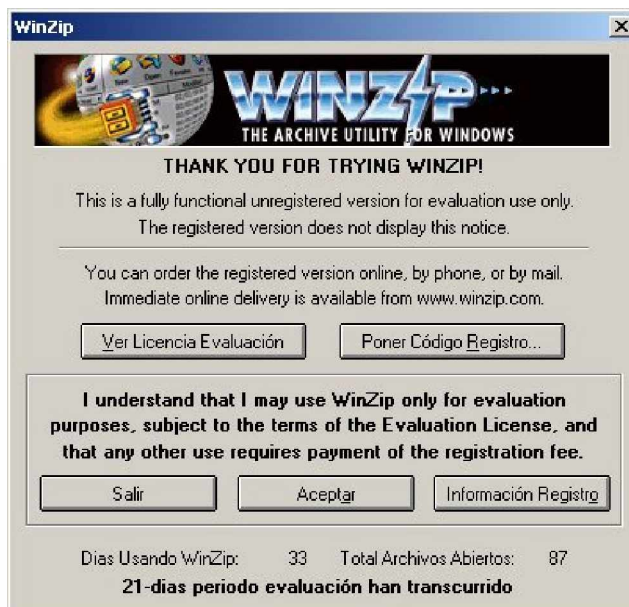 WinZip
WINZIP
THE ARCHIVE UTILITY FOR WINDOWS
THANK YOU FOR TRYING WINZIP!
This is a fully functional unregistered version for evaluation use only.
The registered version does not display this notice.
You can order the registered version online, by phone, or by mail.
Immediate online delivery is available from www.winzip.com.
Ver Licencia Evaluación
Poner Código Registro...
I understand that I may use WinZip only for evaluation
purposes, subject to the terms of the Evaluation License, and
that any other use requires payment of the registration fee.
Salir
Aceptar
Información Registro
Dias Usando WinZip: 33 Total Archivos Abiertos: 87
21-dias periodo evaluación han transcurrido